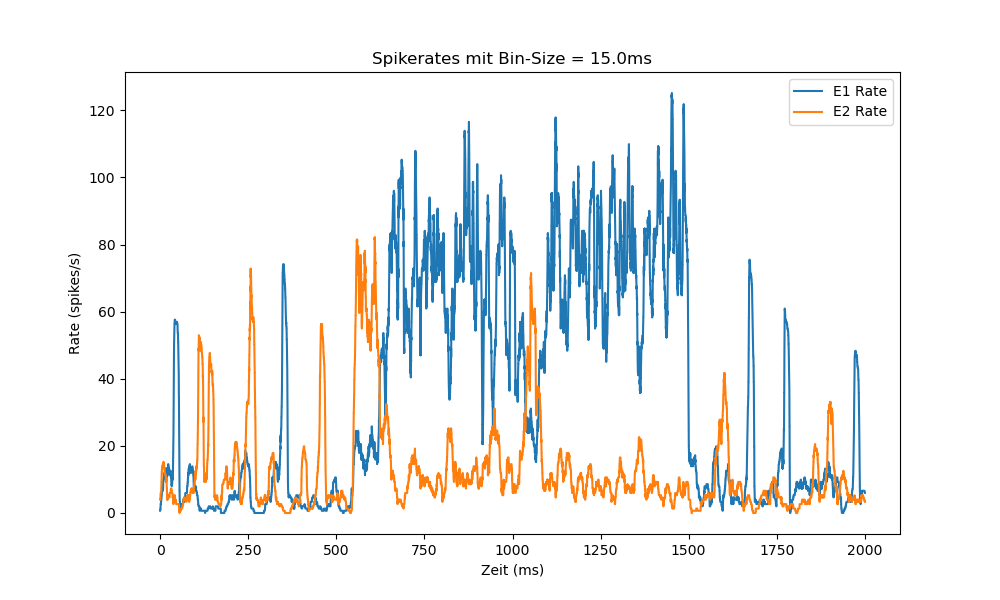 Spikerates mit Bin-Size = 15.0ms
E1 Rate
E2 Rate
Rate (spikes/s)
120
100
80
60
40
20
0
0 250 500 750 1000 1250 1500 1750 2000
Zeit (ms)